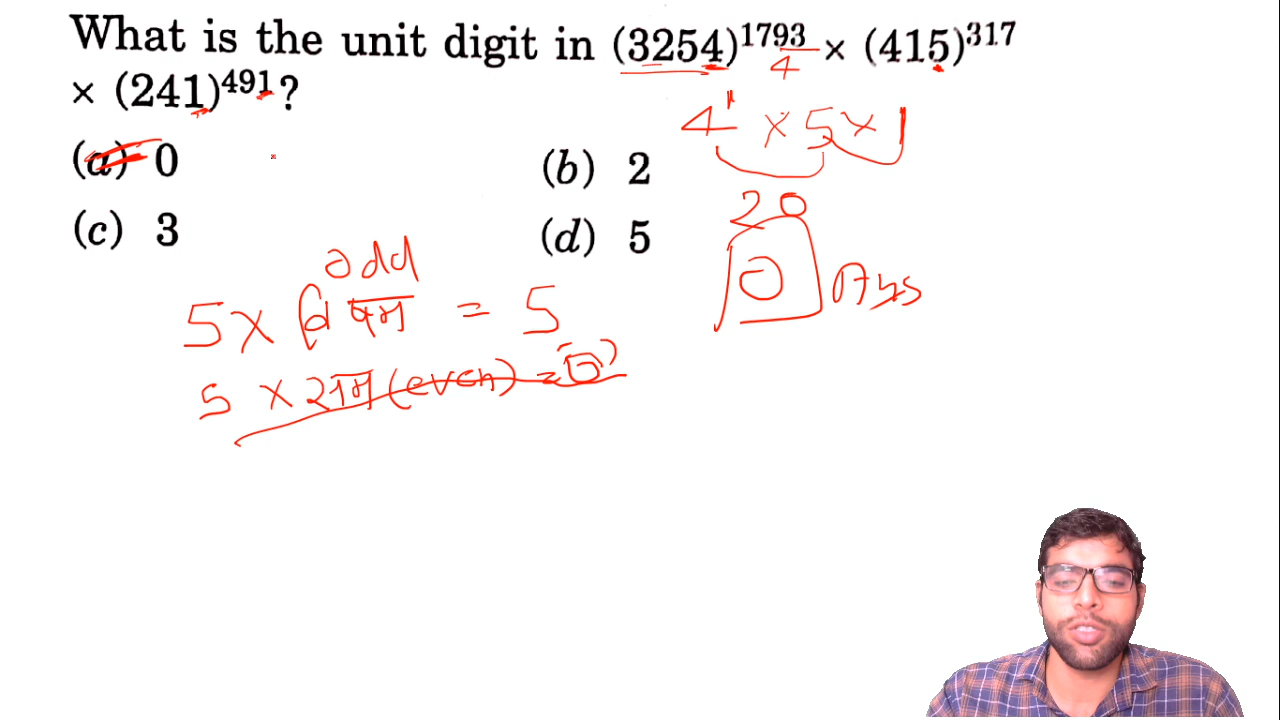 What is the unit digit in (3254)¹⁷⁹³ × (415)³¹⁷
× (241)⁴⁹¹?
(a) 0
(b) 2
(c) 3
(d) 5
4
4¹ × 5 × 1
20
0 Ans
odd
5 × विषम = 5
5 × सम (even) = "0"